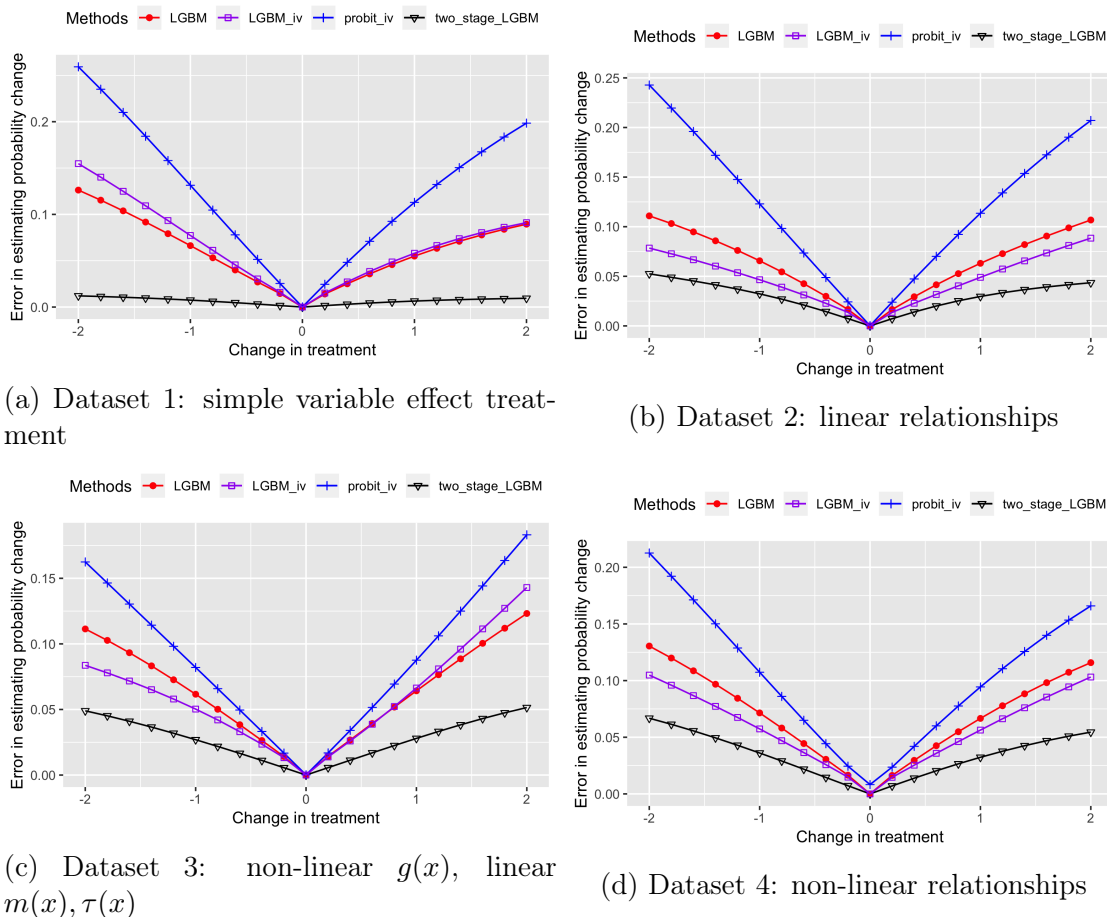 Methods LGBM LGBM_iv probit_iv two_stage_LGBM
Error in estimating probability change
0.2
0.1
0.0
-2 -1 0 1 2
Change in treatment
(a) Dataset 1: simple variable effect treat-
ment
Methods LGBM LGBM_iv probit_iv two_stage_LGBM
Error in estimating probability change
0.25
0.20
0.15
0.10
0.05
0.00
-2 -1 0 1 2
Change in treatment
(b) Dataset 2: linear relationships
Methods LGBM LGBM_iv probit_iv two_stage_LGBM
Error in estimating probability change
0.15
0.10
0.05
0.00
-2 -1 0 1 2
Change in treatment
(c) Dataset 3: non-linear g(x), linear
m(x), τ(x)
Methods LGBM LGBM_iv probit_iv two_stage_LGBM
Error in estimating probability change
0.20
0.15
0.10
0.05
0.00
-2 -1 0 1 2
Change in treatment
(d) Dataset 4: non-linear relationships